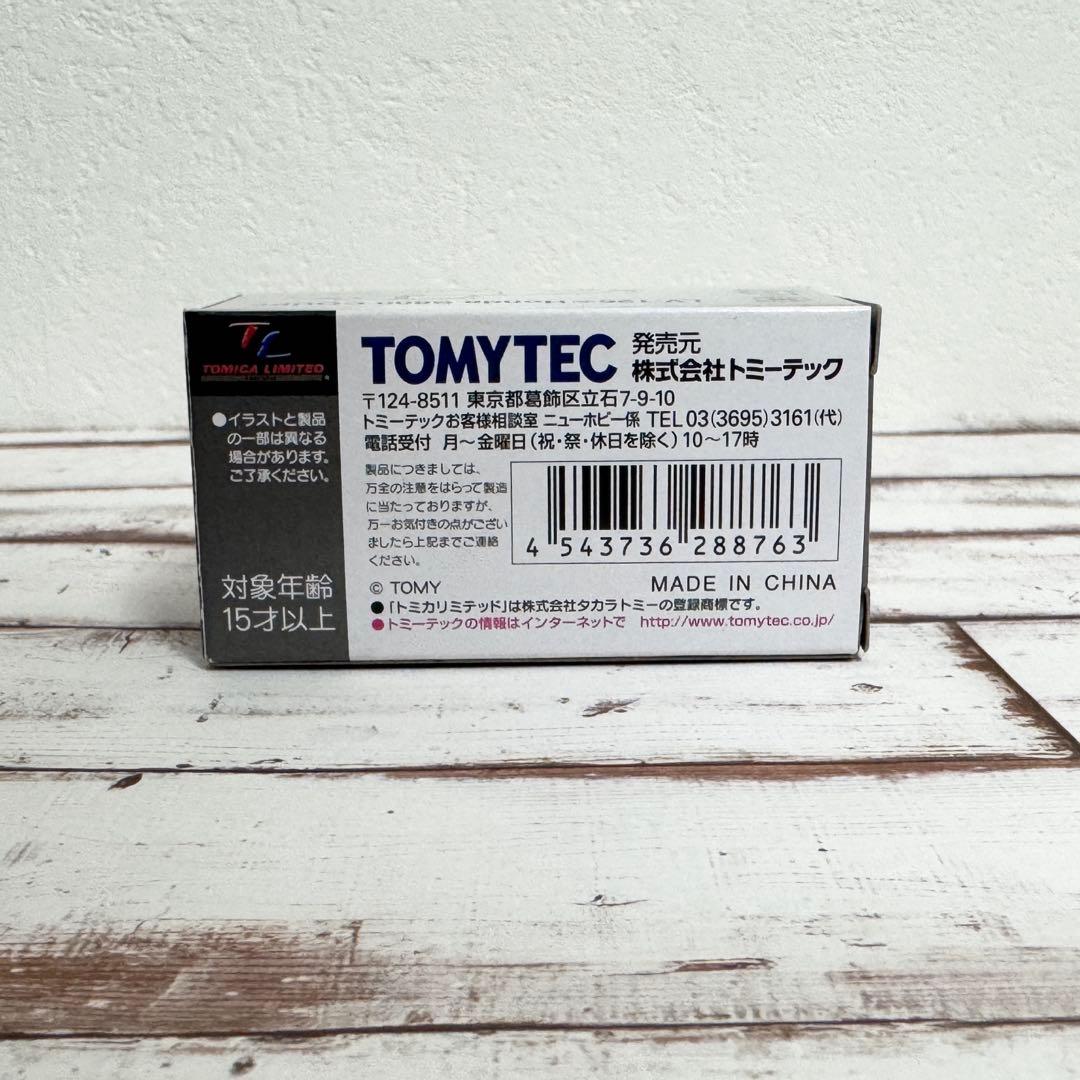 TOMICA LIMITED
●イラストと製品
の一部は異なる
場合があります。
ご了承ください。
対象年齢
15才以上
TOMYTEC
発売元
株式会社トミーテック
〒124-8511 東京都葛飾区立石7-9-10
トミーテックお客様相談室 ニューホビー係 TEL 03(3695)3161(代)
電話受付 月～金曜日(祝・祭・休日を除く)10～17時
製品につきましては、
万全の注意をはらって製造
に当たっておりますが、
万一お気付きの点がござい
ましたら上記までご連絡
ください。
4 543736 288763
© TOMY
MADE IN CHINA
●「トミカリミテッド」は株式会社タカラトミーの登録商標です。
●トミーテックの情報はインターネットで http://www.tomytec.co.jp/